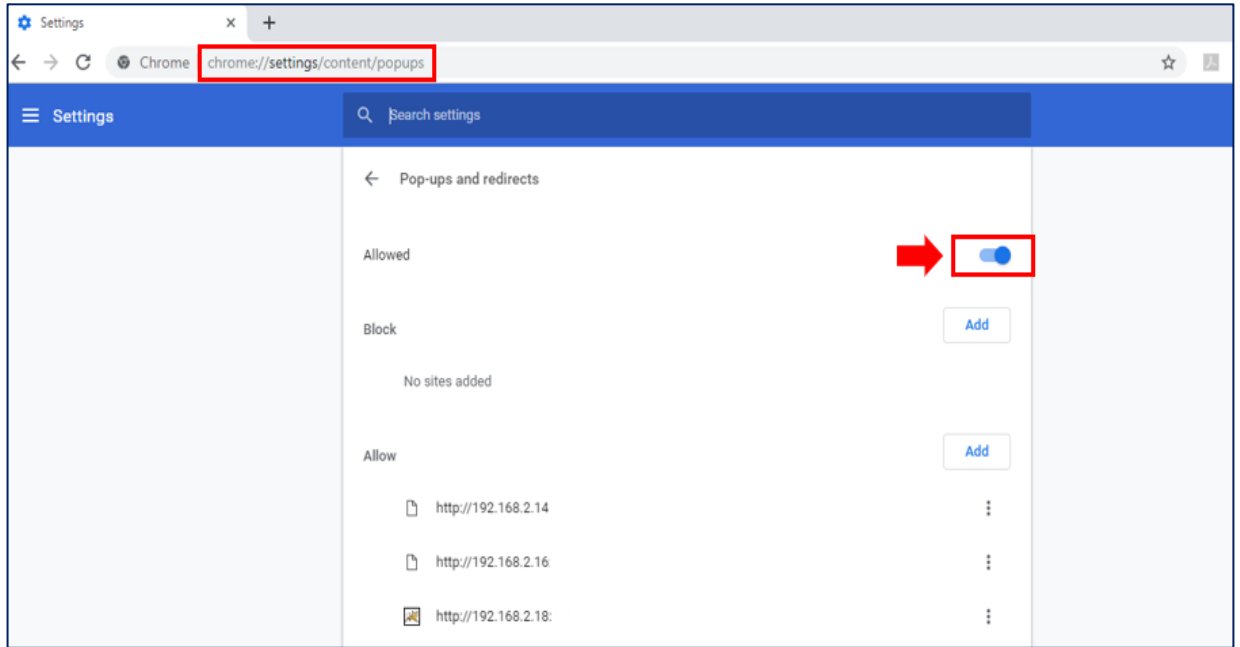 Settings
Chrome chrome://settings/content/popups
Settings
Search settings
Pop-ups and redirects
Allowed
Block
Add
No sites added
Allow
Add
http://192.168.2.14
http://192.168.2.16
http://192.168.2.18: